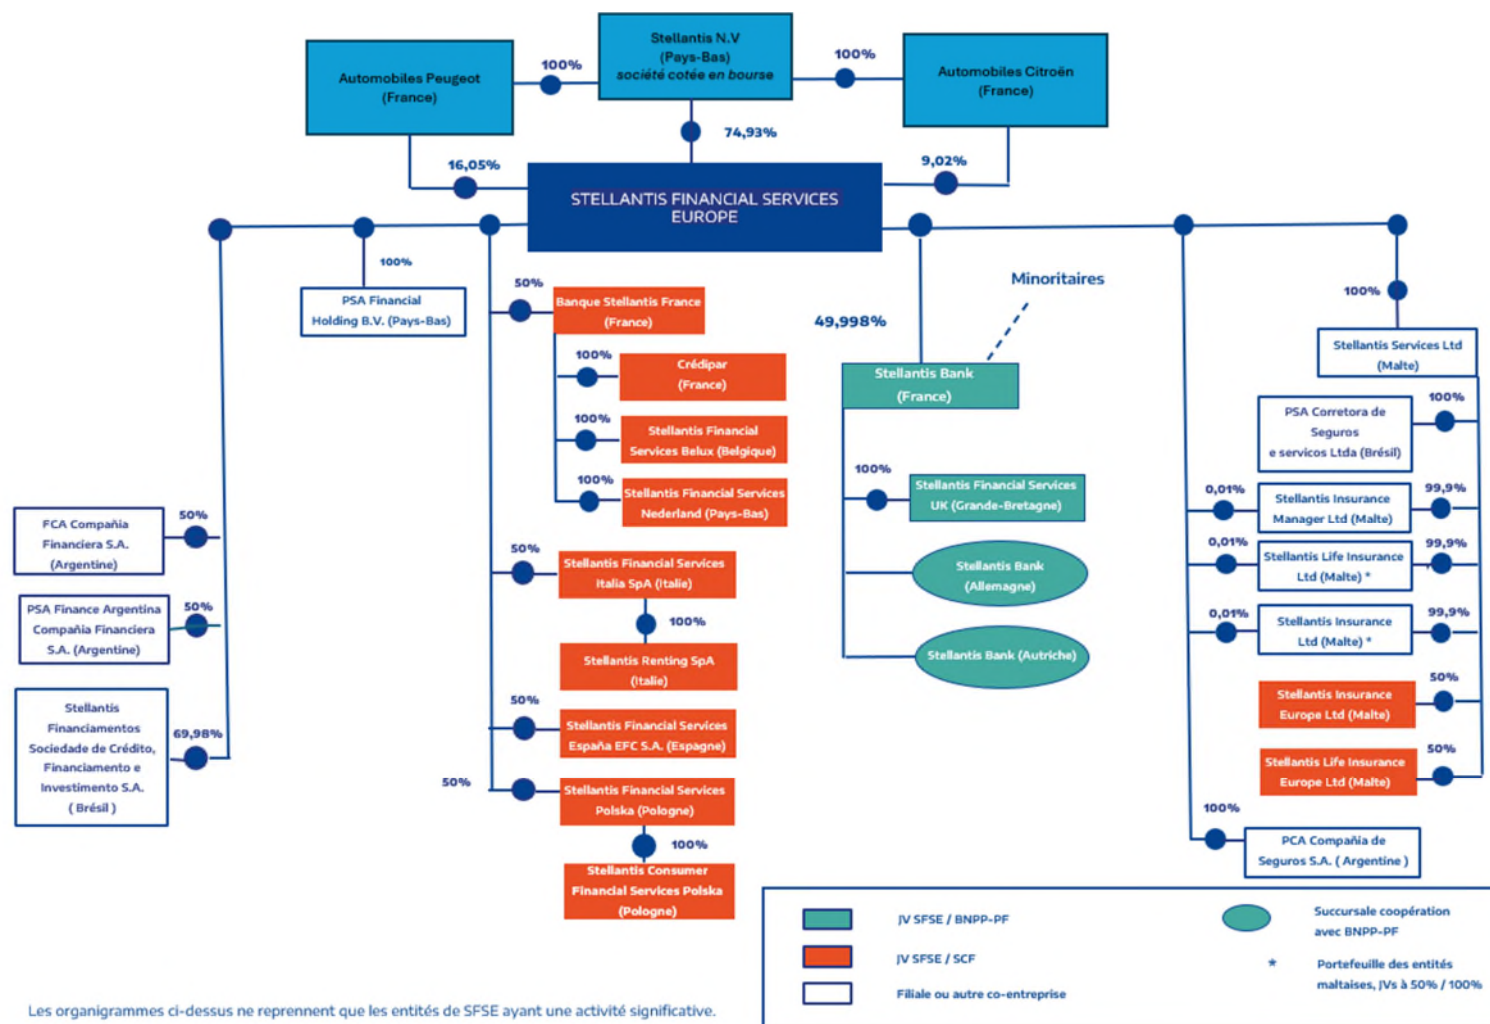 Stellantis N.V
(Pays-Bas)
société cotée en bourse
Automobiles Peugeot
(France)
100%
100%
Automobiles Citroën
(France)
74,93%
16,05%
9,02%
STELLANTIS FINANCIAL SERVICES
EUROPE
100%
PSA Financial
Holding B.V. (Pays-Bas)
50%
FCA Compañia
Financiera S.A.
(Argentine)
50%
PSA Finance Argentina
Compañia Financiera
S.A. (Argentine)
69,98%
Stellantis
Financiamentos
Sociedade de Crédito,
Financiamento e
Investimento S.A.
( Brésil )
50%
Banque Stellantis France
(France)
100%
Crédipar
(France)
100%
Stellantis Financial
Services Belux (Belgique)
100%
Stellantis Financial Services
Nederland (Pays-Bas)
50%
Stellantis Financial Services
Italia SpA (Italie)
100%
Stellantis Renting SpA
(Italie)
50%
Stellantis Financial Services
España EFC S.A. (Espagne)
50%
Stellantis Financial Services
Polska (Pologne)
100%
Stellantis Consumer
Financial Services Polska
(Pologne)
Minoritaires
49,998%
Stellantis Bank
(France)
100%
Stellantis Financial Services
UK (Grande-Bretagne)
Stellantis Bank
(Allemagne)
Stellantis Bank (Autriche)
100%
Stellantis Services Ltd
(Malte)
100%
PSA Corretora de
Seguros
e servicos Ltda (Brésil)
0,01%
Stellantis Insurance
Manager Ltd (Malte)
99,9%
0,01%
Stellantis Life Insurance
Ltd (Malte) *
99,9%
0,01%
Stellantis Insurance
Ltd (Malte) *
99,9%
50%
Stellantis Insurance
Europe Ltd (Malte)
50%
Stellantis Life Insurance
Europe Ltd (Malte)
100%
PCA Compañia de
Seguros S.A. ( Argentine )
JV SFSE / BNPP-PF
JV SFSE / SCF
Filiale ou autre co-entreprise
Succursale coopération
avec BNPP-PF
* Portefeuille des entités
maltaises, JVs à 50% / 100%
Les organigrammes ci-dessus ne reprennent que les entités de SFSE ayant une activité significative.